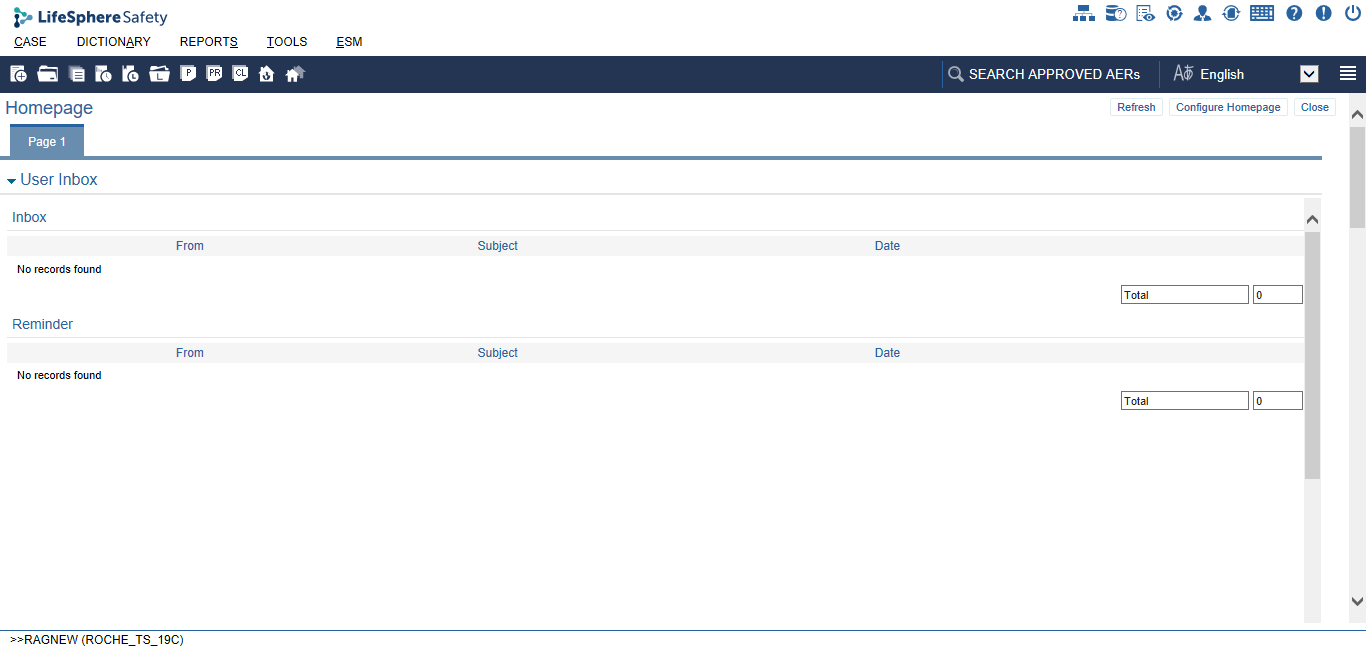 LifeSphere Safety
CASE DICTIONARY REPORTS TOOLS ESM
P PR CL SEARCH APPROVED AERs English
Homepage Refresh Configure Homepage Close
Page 1
User Inbox
Inbox
From Subject Date
No records found
Total 0
Reminder
From Subject Date
No records found
Total 0
>>RAGNEW (ROCHE_TS_19C)